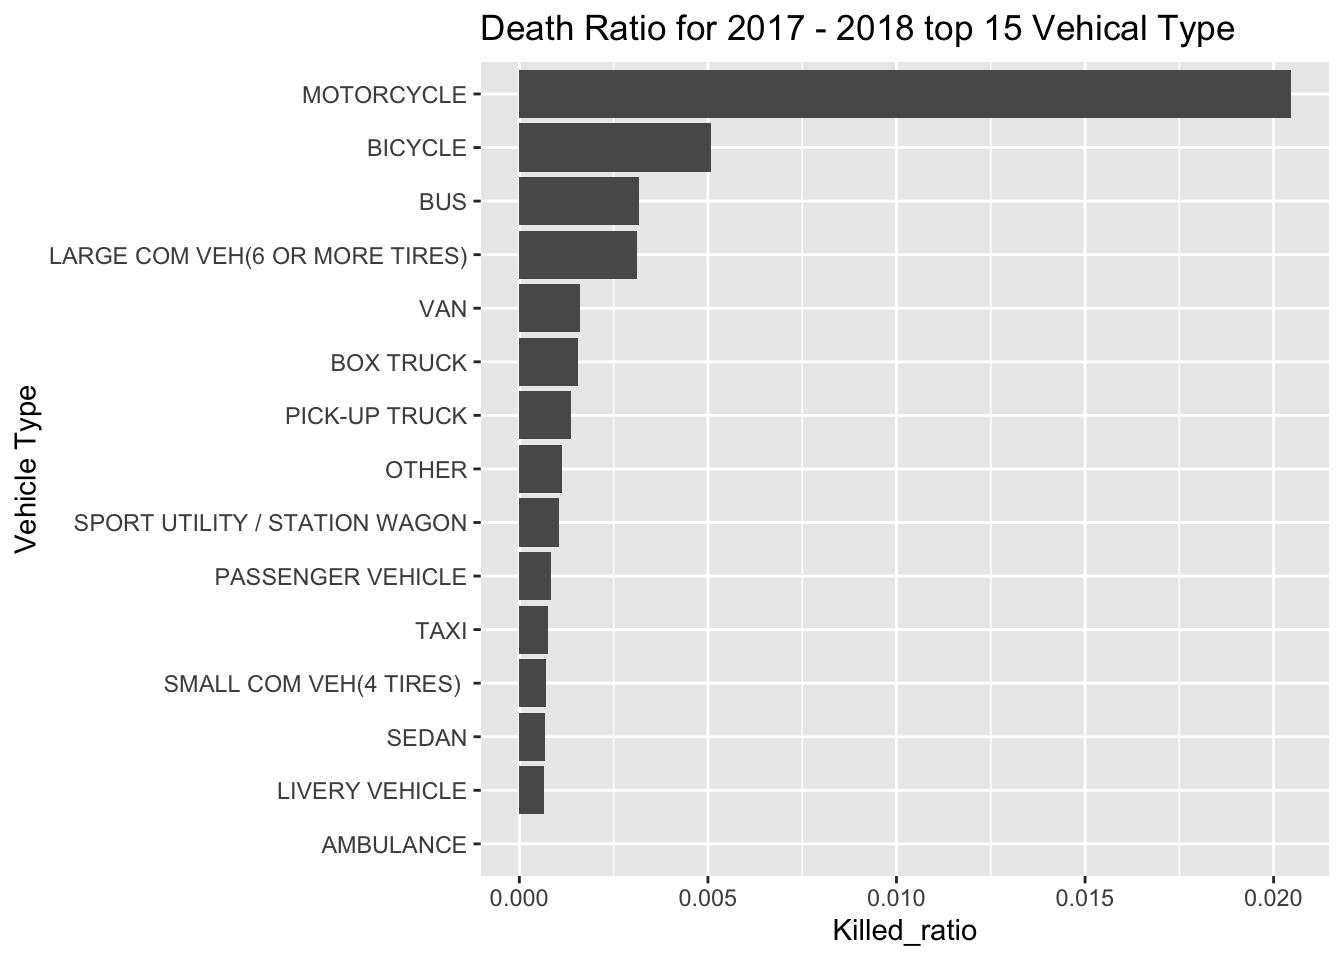 Death Ratio for 2017 - 2018 top 15 Vehical Type
Vehicle Type
MOTORCYCLE
BICYCLE
BUS
LARGE COM VEH(6 OR MORE TIRES)
VAN
BOX TRUCK
PICK-UP TRUCK
OTHER
SPORT UTILITY / STATION WAGON
PASSENGER VEHICLE
TAXI
SMALL COM VEH(4 TIRES)
SEDAN
LIVERY VEHICLE
AMBULANCE
0.000 0.005 0.010 0.015 0.020
Killed_ratio